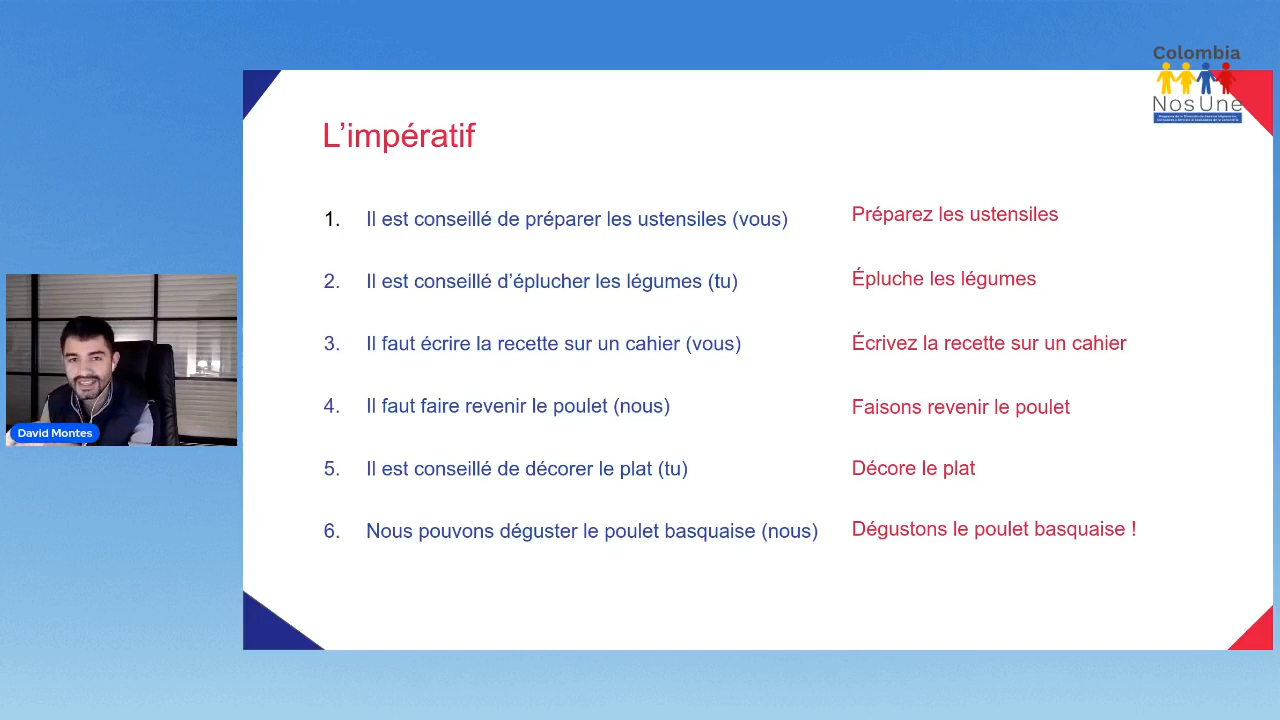 Colombia
NosUne
L'impératif
1. Il est conseillé de préparer les ustensiles (vous)
Préparez les ustensiles
2. Il est conseillé d'éplucher les légumes (tu)
Épluche les légumes
3. Il faut écrire la recette sur un cahier (vous)
Écrivez la recette sur un cahier
4. Il faut faire revenir le poulet (nous)
Faisons revenir le poulet
5. Il est conseillé de décorer le plat (tu)
Décore le plat
6. Nous pouvons déguster le poulet basquaise (nous)
Dégustons le poulet basquaise !
David Montes